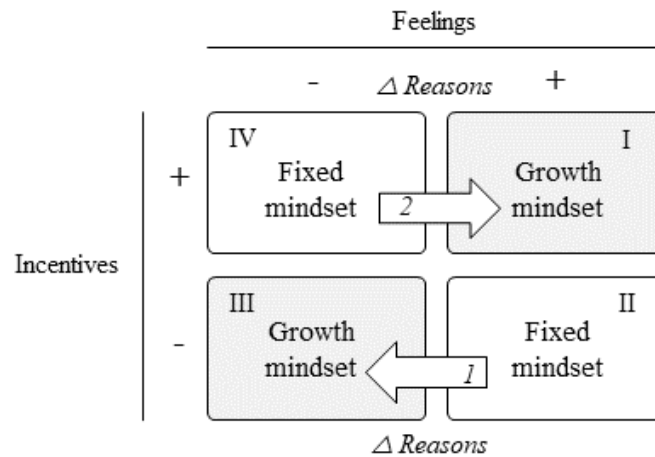 Feelings
- △ Reasons +
IV
I
Fixed
mindset
Growth
mindset
+
2
Incentives
III
II
Growth
mindset
Fixed
mindset
-
1
△ Reasons